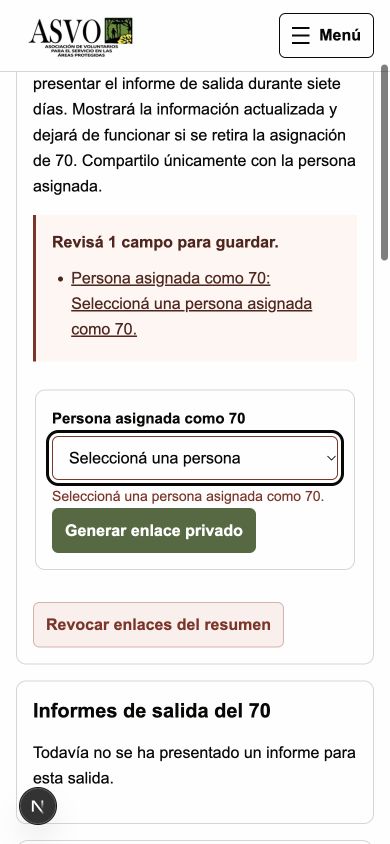 ASVO
ASOCIACIÓN DE VOLUNTARIOS
PARA EL SERVICIO EN LAS
ÁREAS PROTEGIDAS
Menú
presentar el informe de salida durante siete
días. Mostrará la información actualizada y
dejará de funcionar si se retira la asignación
de 70. Compartilo únicamente con la persona
asignada.
Revisá 1 campo para guardar.
Persona asignada como 70:
Seleccioná una persona asignada
como 70.
Persona asignada como 70
Seleccioná una persona
Seleccioná una persona asignada como 70.
Generar enlace privado
Revocar enlaces del resumen
Informes de salida del 70
Todavía no se ha presentado un informe para
esta salida.
N